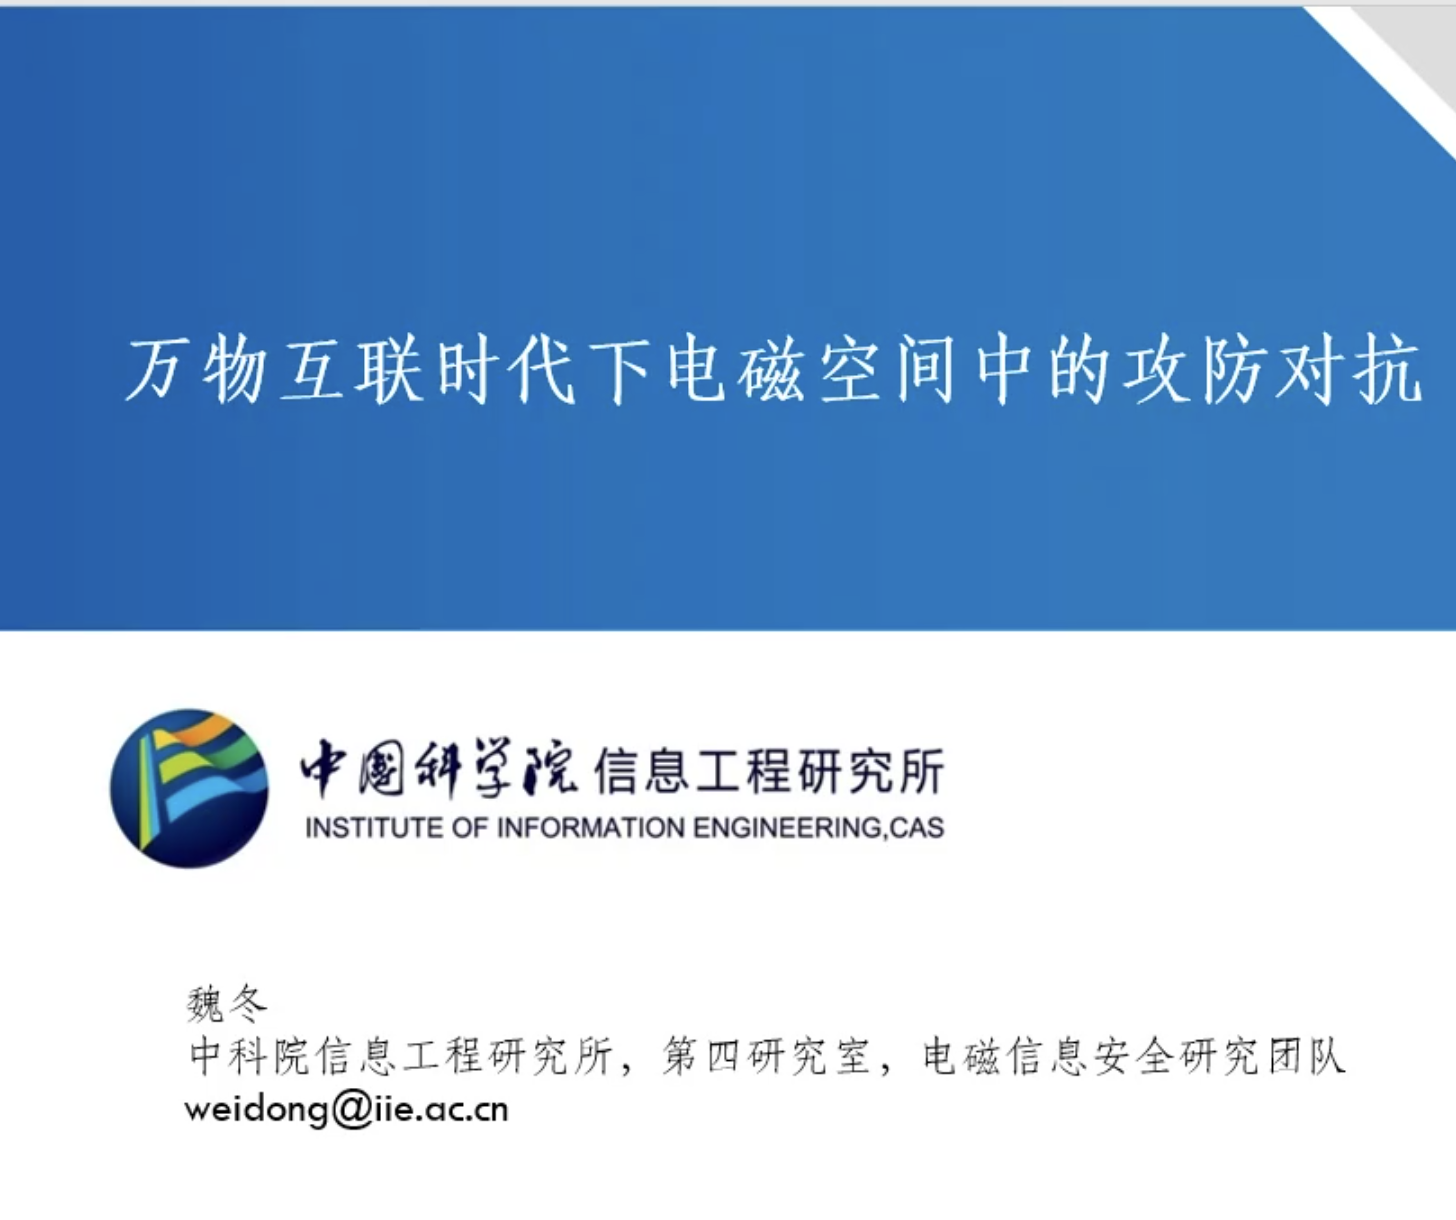 万物互联时代下电磁空间中的攻防对抗
中国科学院 信息工程研究所
INSTITUTE OF INFORMATION ENGINEERING,CAS
魏冬
中科院信息工程研究所，第四研究室，电磁信息安全研究团队
weidong@iie.ac.cn